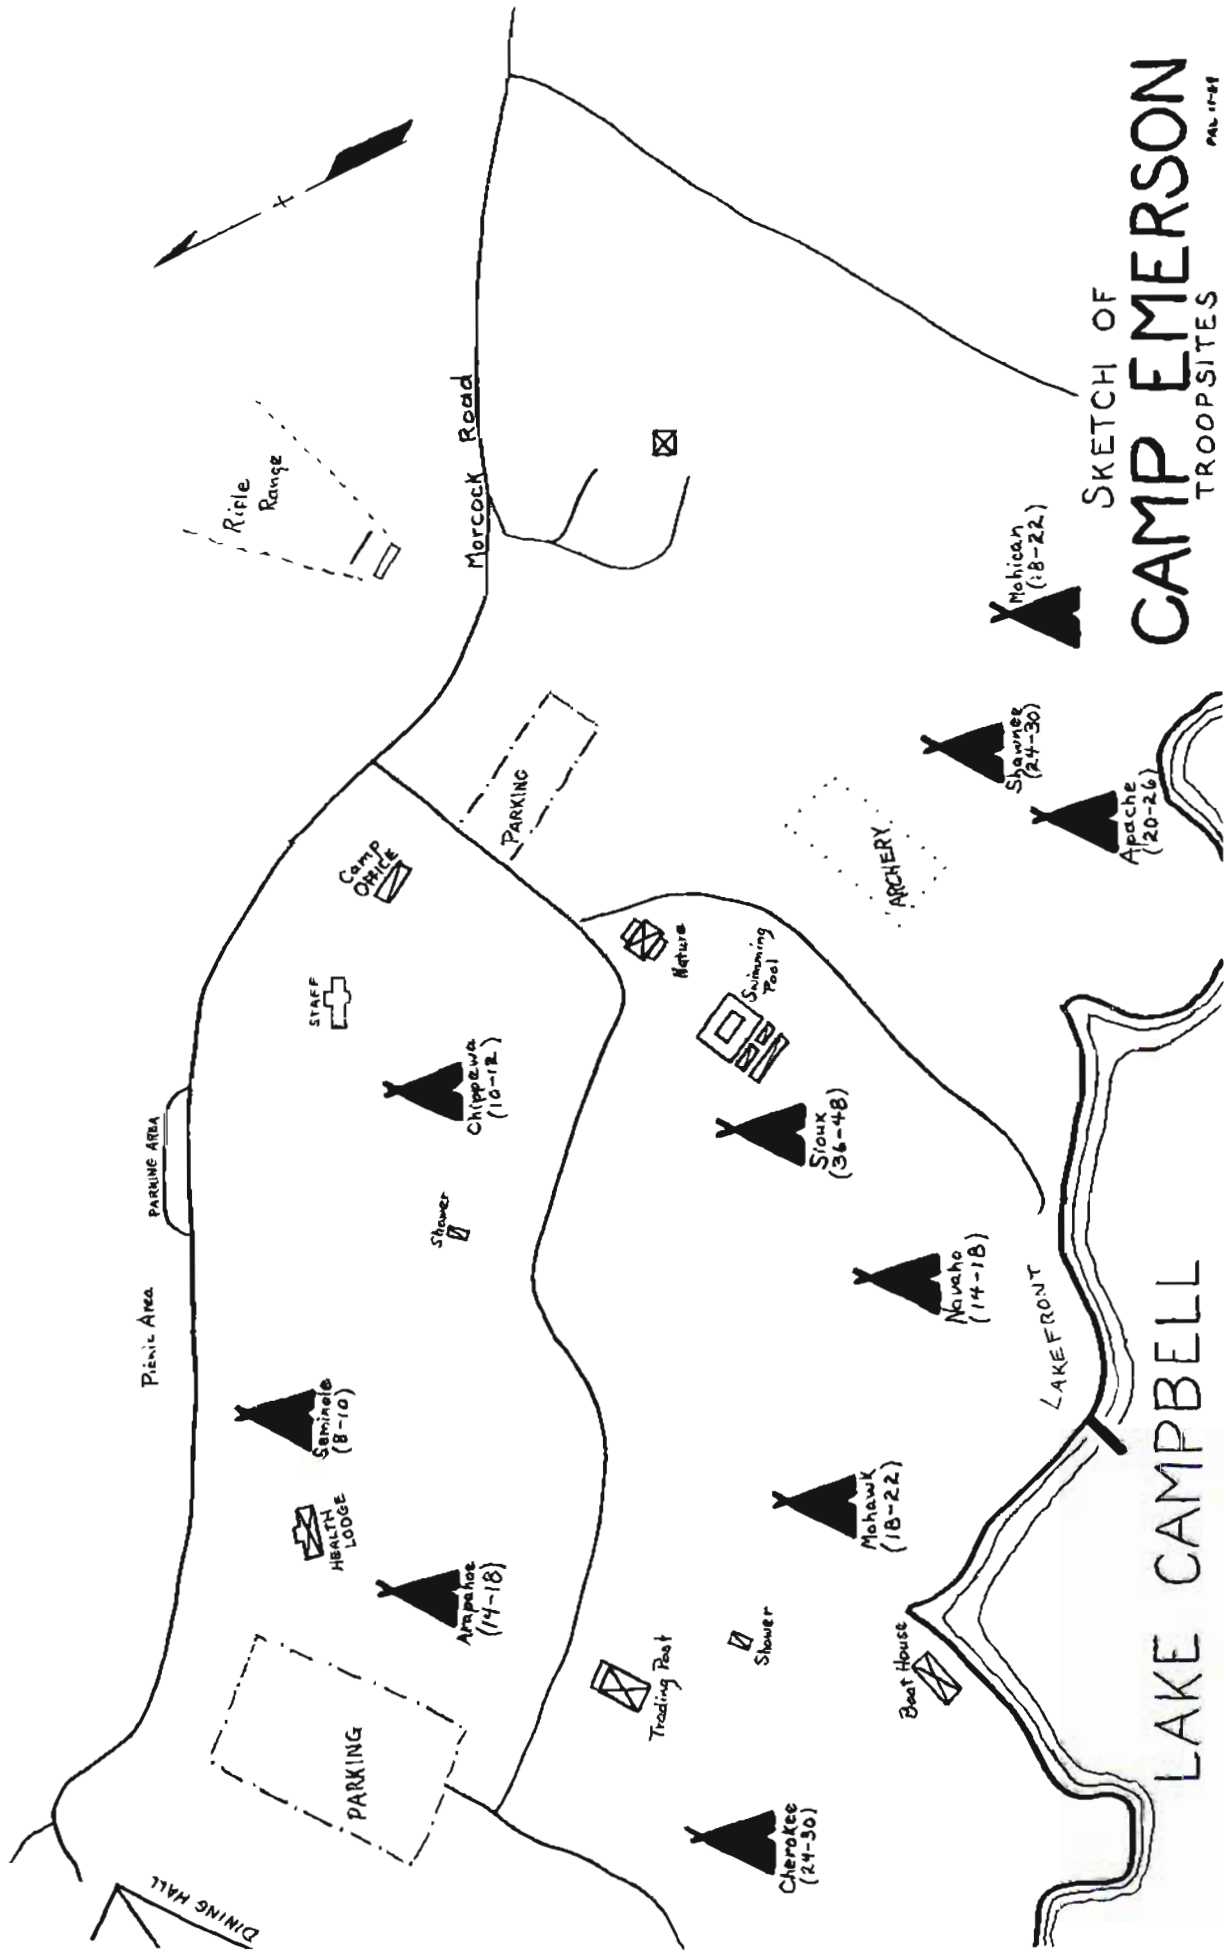 DINING HALL
Picnic Area
PARKING AREA
Rifle
Range
Seminole
(8-10)
HEALTH
LODGE
STAFF
Camp
OFFICE
PARKING
Arapahoe
(14-18)
Shower
Chippewa
(10-12)
Morcock Road
PARKING
Trading Post
Nature
Shower
Swimming
Pool
Cherokee
(24-30)
Sioux
(36-48)
Mohawk
(18-22)
ARCHERY
Boat House
Navaho
(14-18)
LAKEFRONT
Shawnee
(24-30)
Mohican
(18-22)
Apache
(20-26)
LAKE CAMPBELL
SKETCH OF
CAMP EMERSON
TROOPSITES